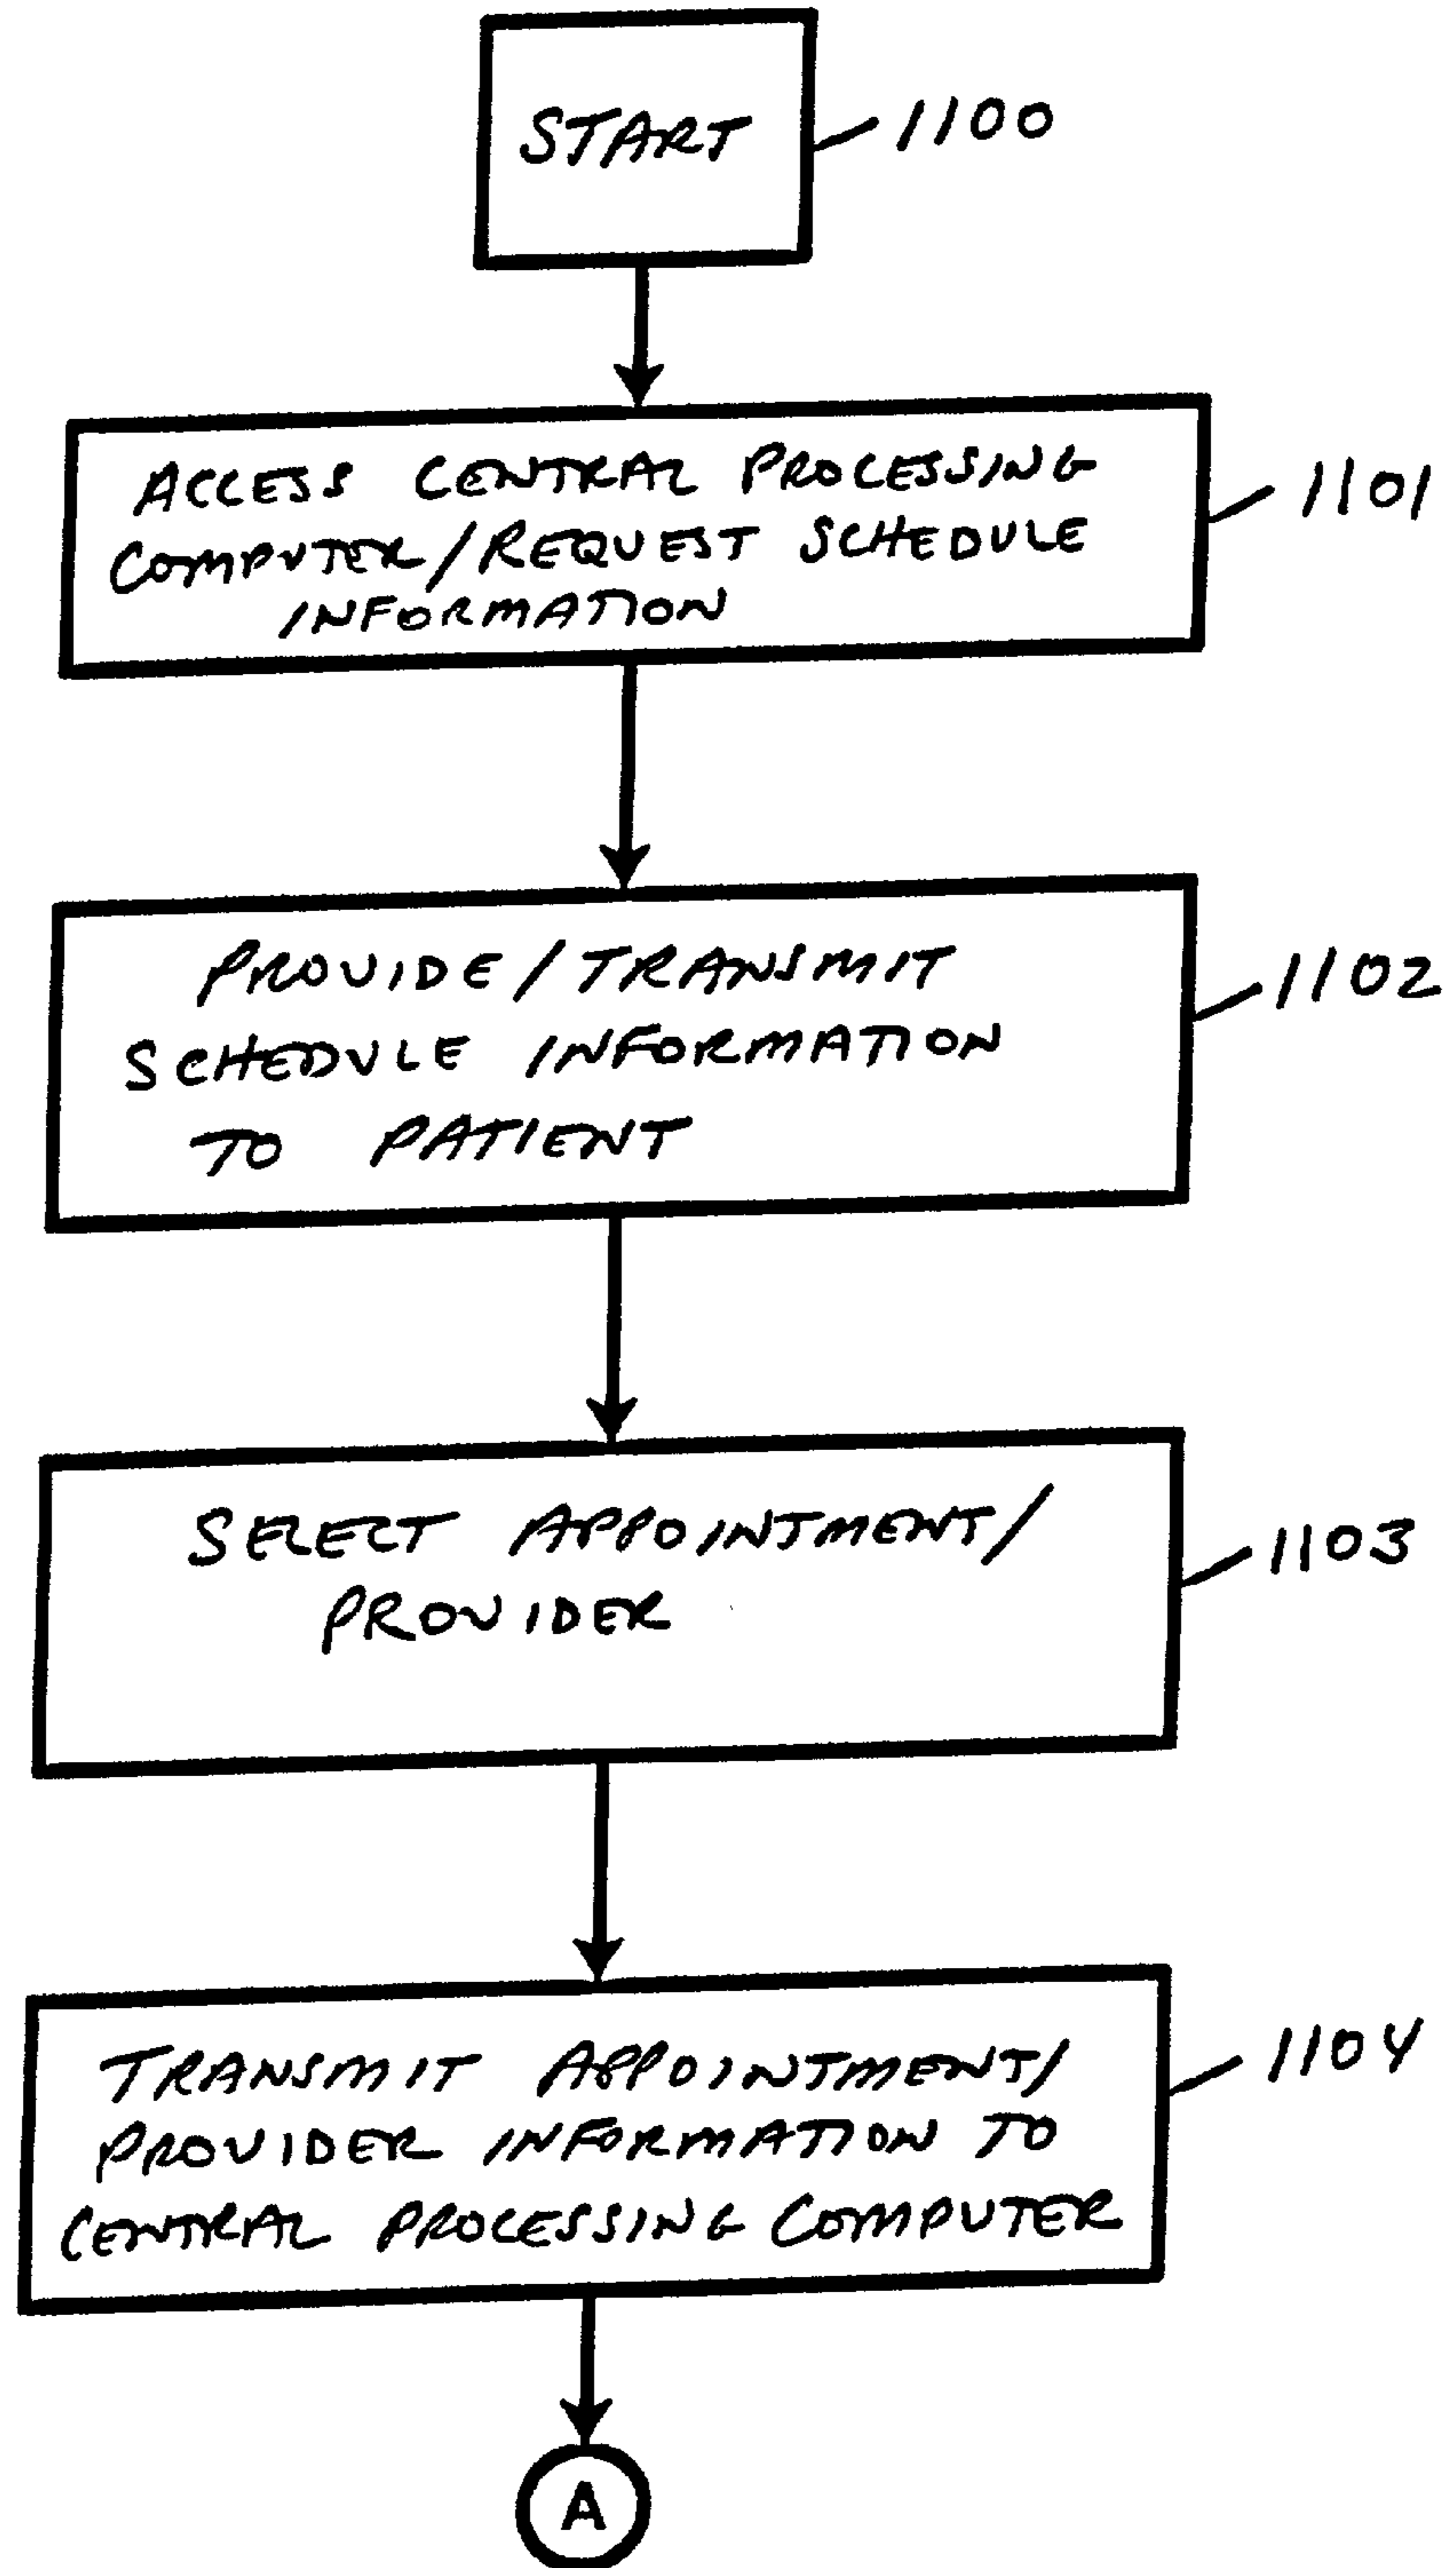 START
1100
ACCESS CENTRAL PROCESSING
COMPUTER/REQUEST SCHEDULE
INFORMATION
1101
PROVIDE/TRANSMIT
SCHEDULE INFORMATION
TO PATIENT
1102
SELECT APPOINTMENT/
PROVIDER
1103
TRANSMIT APPOINTMENT/
PROVIDER INFORMATION TO
CENTRAL PROCESSING COMPUTER
1104
A